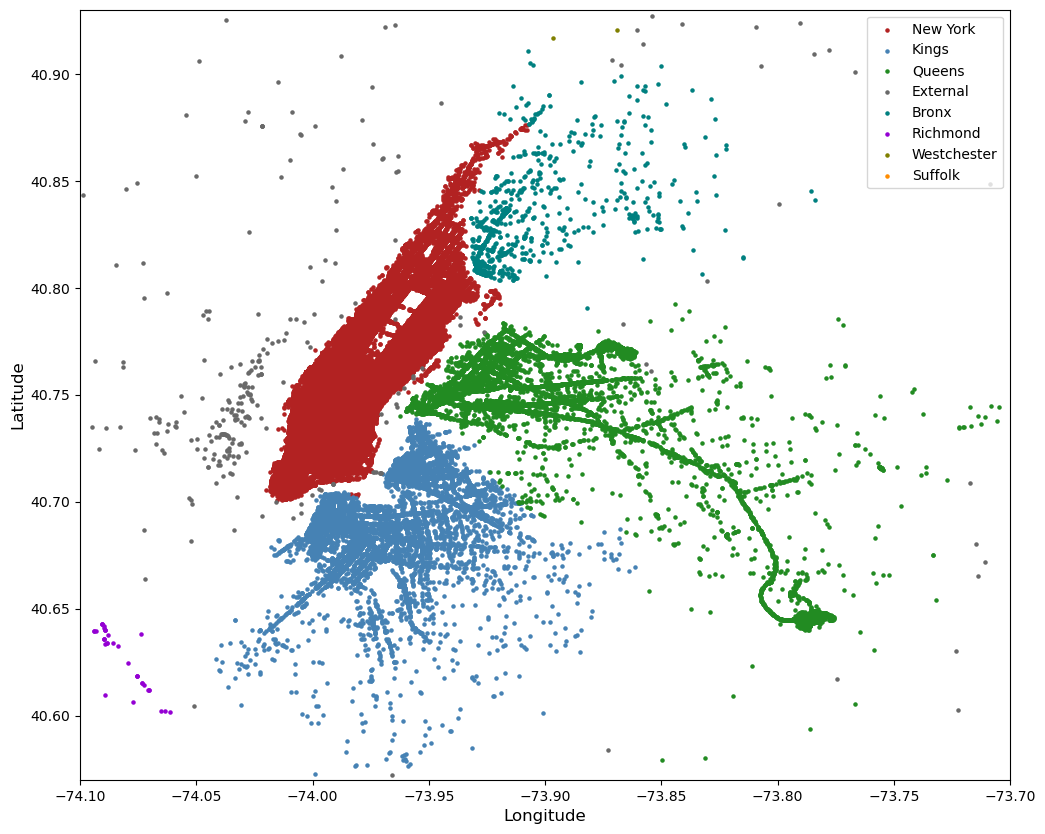 New York
Kings
Queens
External
Bronx
Richmond
Westchester
Suffolk
40.90
40.85
40.80
40.75
40.70
40.65
40.60
Latitude
−74.10 −74.05 −74.00 −73.95 −73.90 −73.85 −73.80 −73.75 −73.70
Longitude